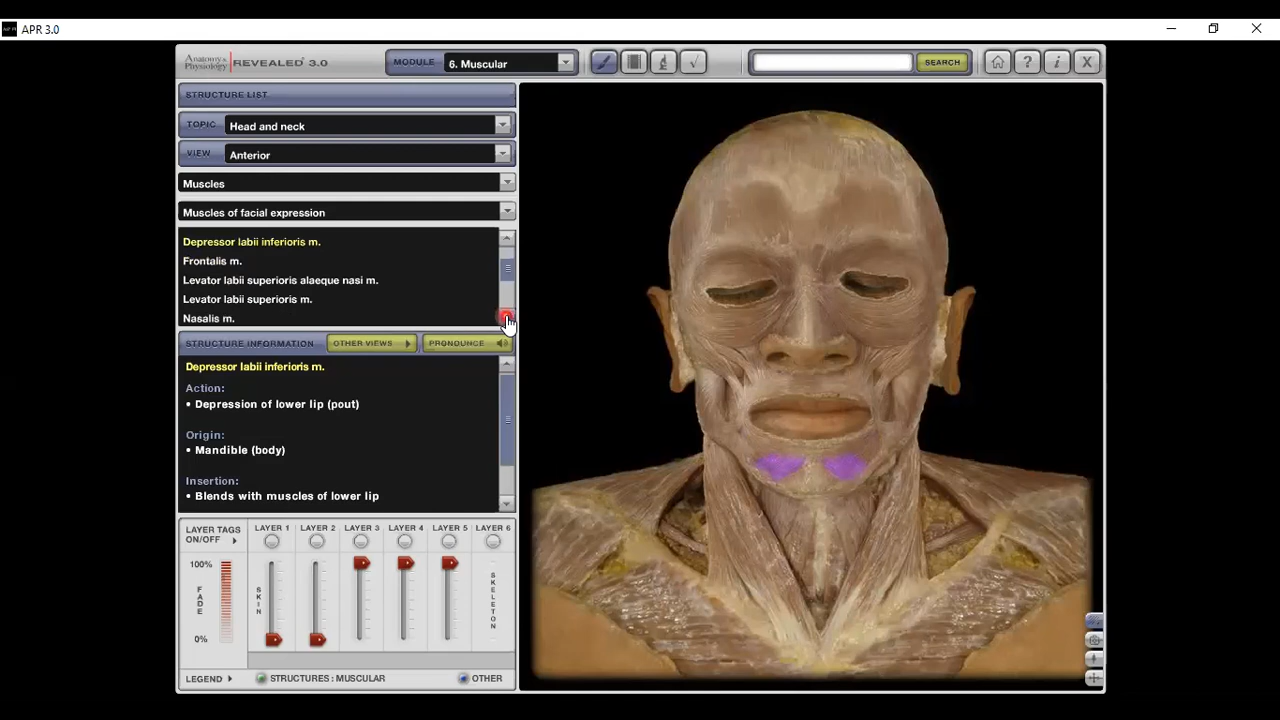 APR 3.0
Anatomy & Physiology REVEALED 3.0
MODULE 6. Muscular
SEARCH
? i X
STRUCTURE LIST
TOPIC Head and neck
VIEW Anterior
Muscles
Muscles of facial expression
Depressor labii inferioris m.
Frontalis m.
Levator labii superioris alaeque nasi m.
Levator labii superioris m.
Nasalis m.
STRUCTURE INFORMATION OTHER VIEWS PRONOUNCE
Depressor labii inferioris m.
Action:
• Depression of lower lip (pout)
Origin:
• Mandible (body)
Insertion:
• Blends with muscles of lower lip
LAYER TAGS ON/OFF
LAYER 1 LAYER 2 LAYER 3 LAYER 4 LAYER 5 LAYER 6
100%
FADE
0%
SKIN
SKELETON
LEGEND STRUCTURES : MUSCULAR OTHER